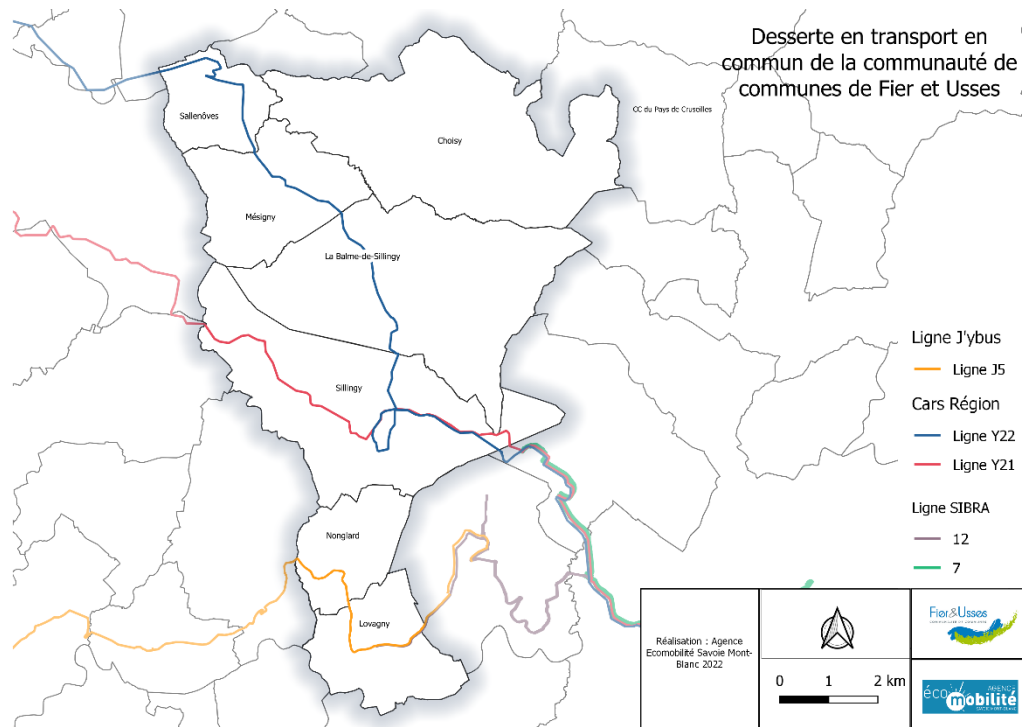 Desserte en transport en
commun de la communauté de
communes de Fier et Usses
CC du Pays de Cruseilles
Sallenôves
Choisy
Mésigny
La Balme-de-Sillingy
Sillingy
Nonglard
Lovagny
Ligne J'ybus
Ligne J5
Cars Région
Ligne Y22
Ligne Y21
Ligne SIBRA
12
7
Réalisation : Agence
Ecomobilité Savoie Mont-
Blanc 2022
0 1 2 km
Fier&Usses
AGENCE
écomobilité